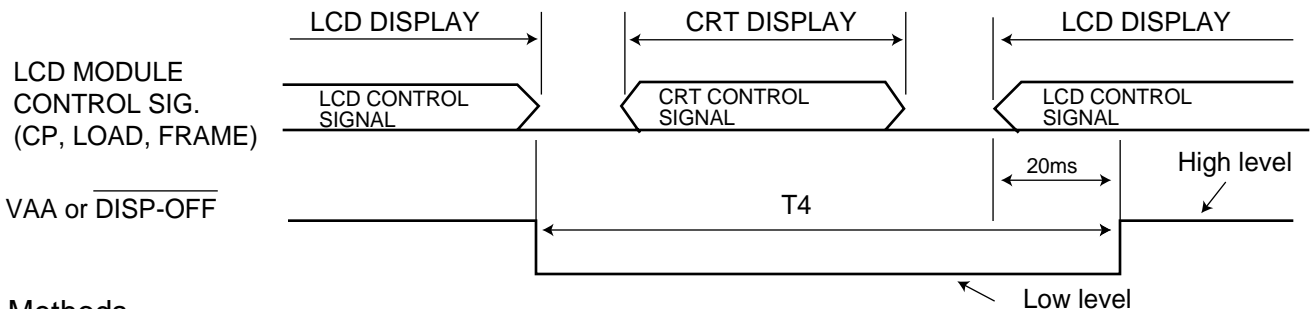 LCD DISPLAY CRT DISPLAY LCD DISPLAY
LCD MODULE
CONTROL SIG.
(CP, LOAD, FRAME)
LCD CONTROL
SIGNAL
CRT CONTROL
SIGNAL
LCD CONTROL
SIGNAL
20ms
High level
VAA or DISP-OFF
T4
Low level
Methods